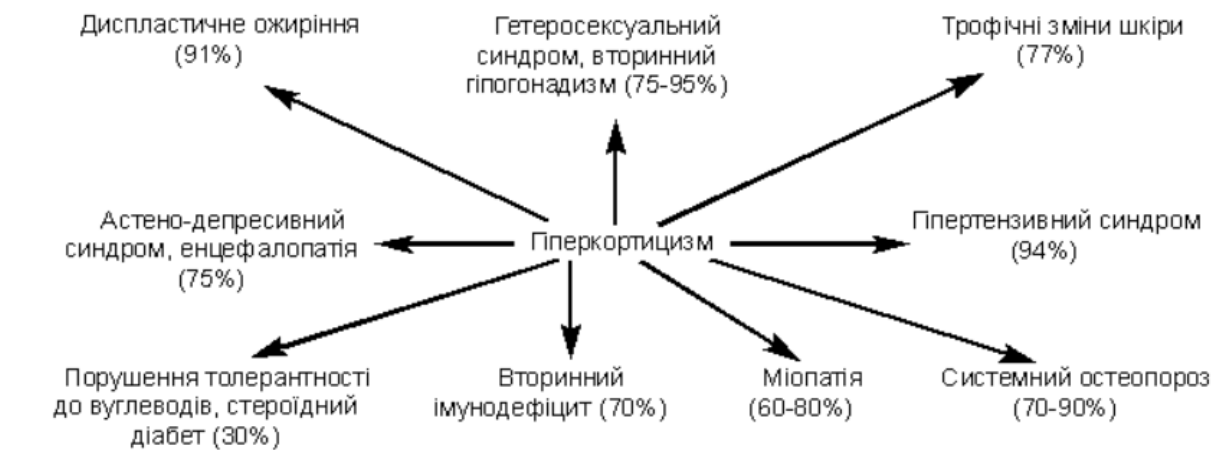 Диспластичне ожиріння
(91%)
Гетеросексуальний
синдром, вторинний
гіпогонадизм (75-95%)
Трофічні зміни шкіри
(77%)
Астено-депресивний
синдром, енцефалопатія
(75%)
Гіперкортицизм
Гіпертензивний синдром
(94%)
Порушення толерантності
до вуглеводів, стероїдний
діабет (30%)
Вторинний
імунодефіцит (70%)
Міопатія
(60-80%)
Системний остеопороз
(70-90%)